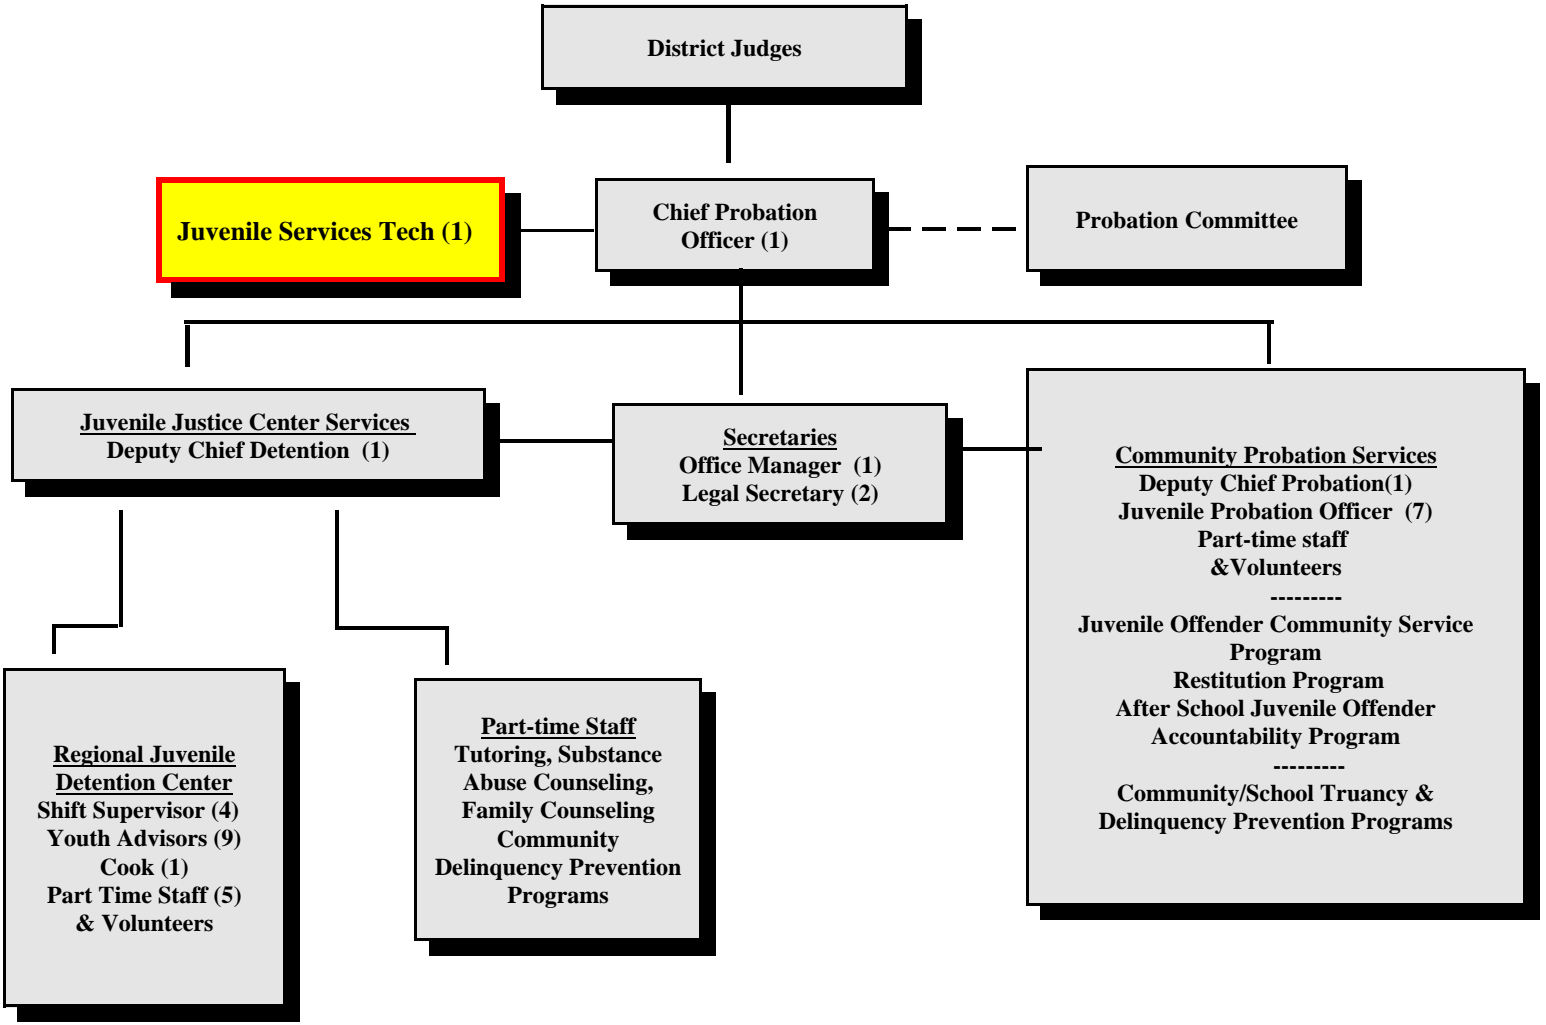 District Judges
Juvenile Services Tech (1)
Chief Probation
Officer (1)
Probation Committee
Juvenile Justice Center Services
Deputy Chief Detention  (1)
Secretaries
Office Manager  (1)
Legal Secretary (2)
Community Probation Services
Deputy Chief Probation(1)
Juvenile Probation Officer  (7)
Part-time staff
&Volunteers
---------
Juvenile Offender Community Service
Program
Restitution Program
After School Juvenile Offender
Accountability Program
---------
Community/School Truancy &
Delinquency Prevention Programs
Regional Juvenile
Detention Center
Shift Supervisor (4)
Youth Advisors (9)
Cook (1)
Part Time Staff (5)
& Volunteers
Part-time Staff
Tutoring, Substance
Abuse Counseling,
Family Counseling
Community
Delinquency Prevention
Programs